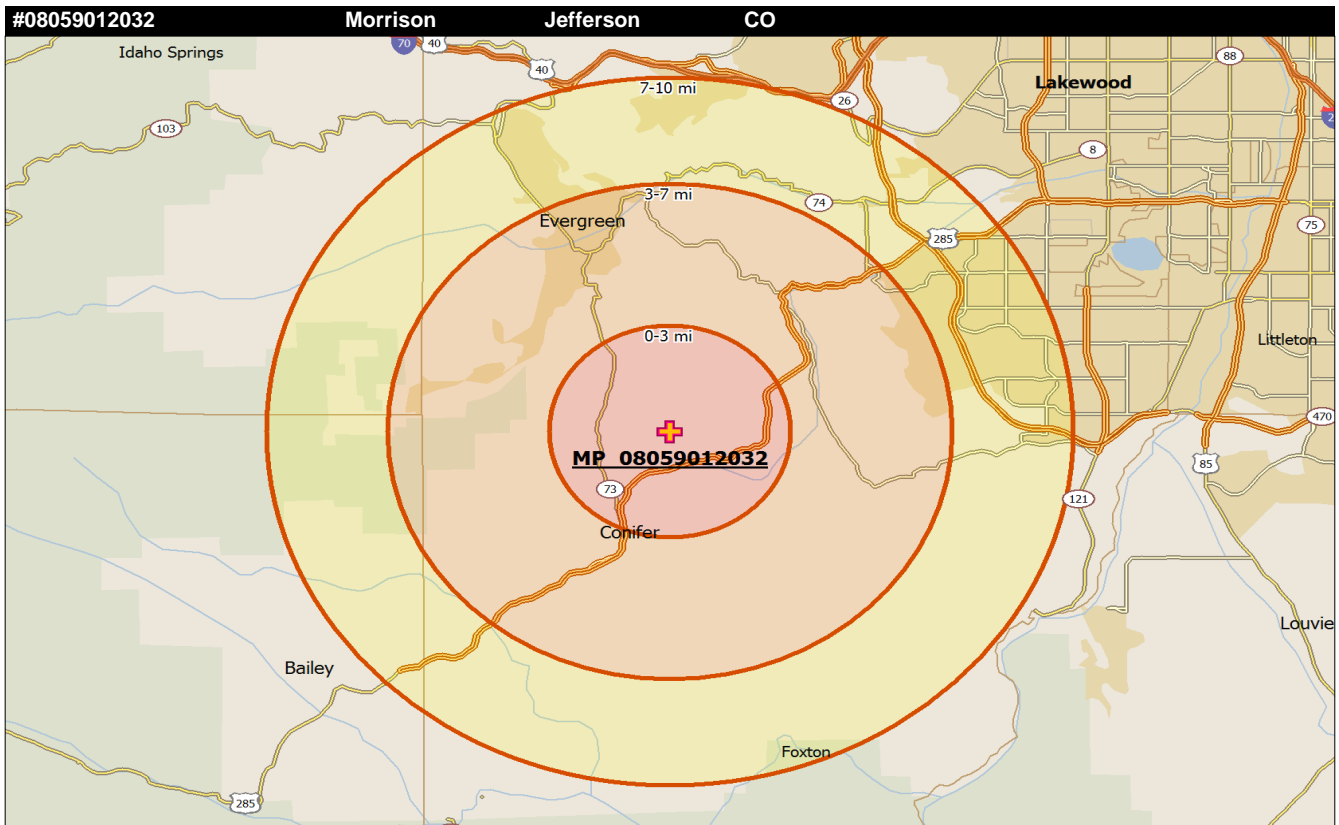 #08059012032 Morrison Jefferson CO
Idaho Springs
70
40
40
88
7-10 mi
Lakewood
26
103
8
3-7 mi
74
Evergreen
75
285
0-3 mi
Littleton
470
MP 08059012032
85
73
121
Conifer
Louvie
Bailey
Foxton
285